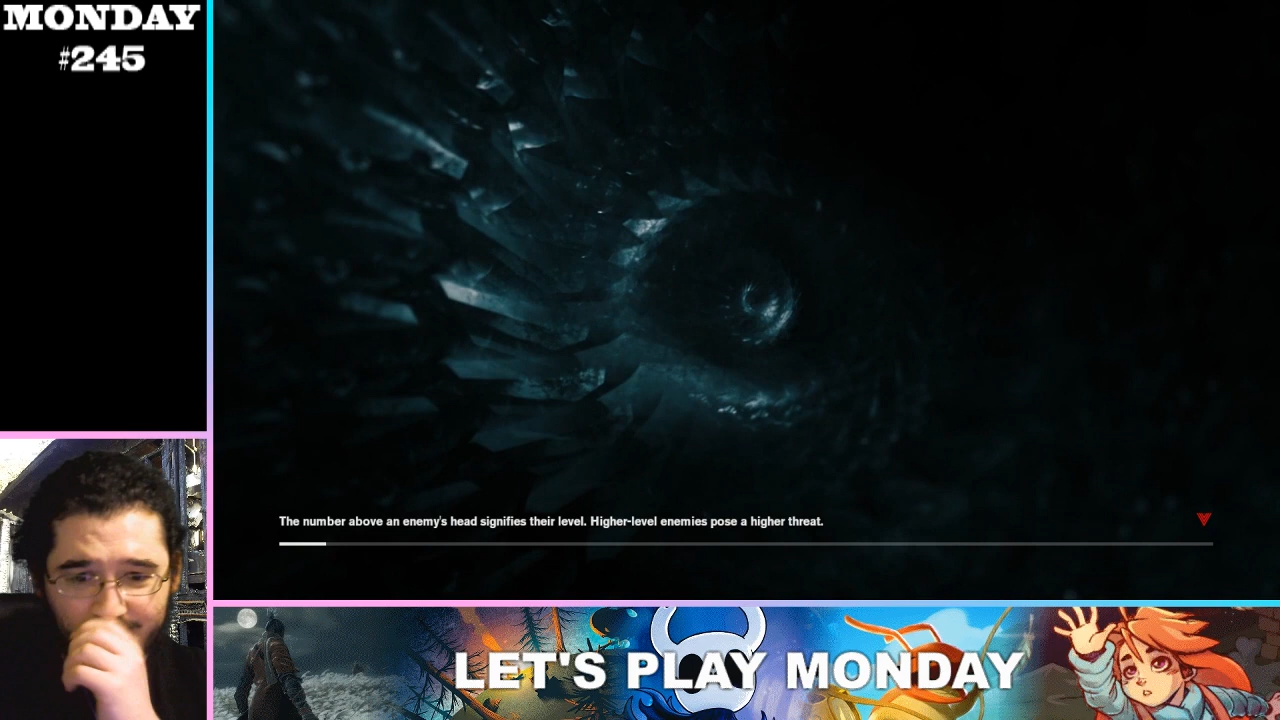 MONDAY
#245
The number above an enemy's head signifies their level. Higher-level enemies pose a higher threat.
LET'S PLAY MONDAY